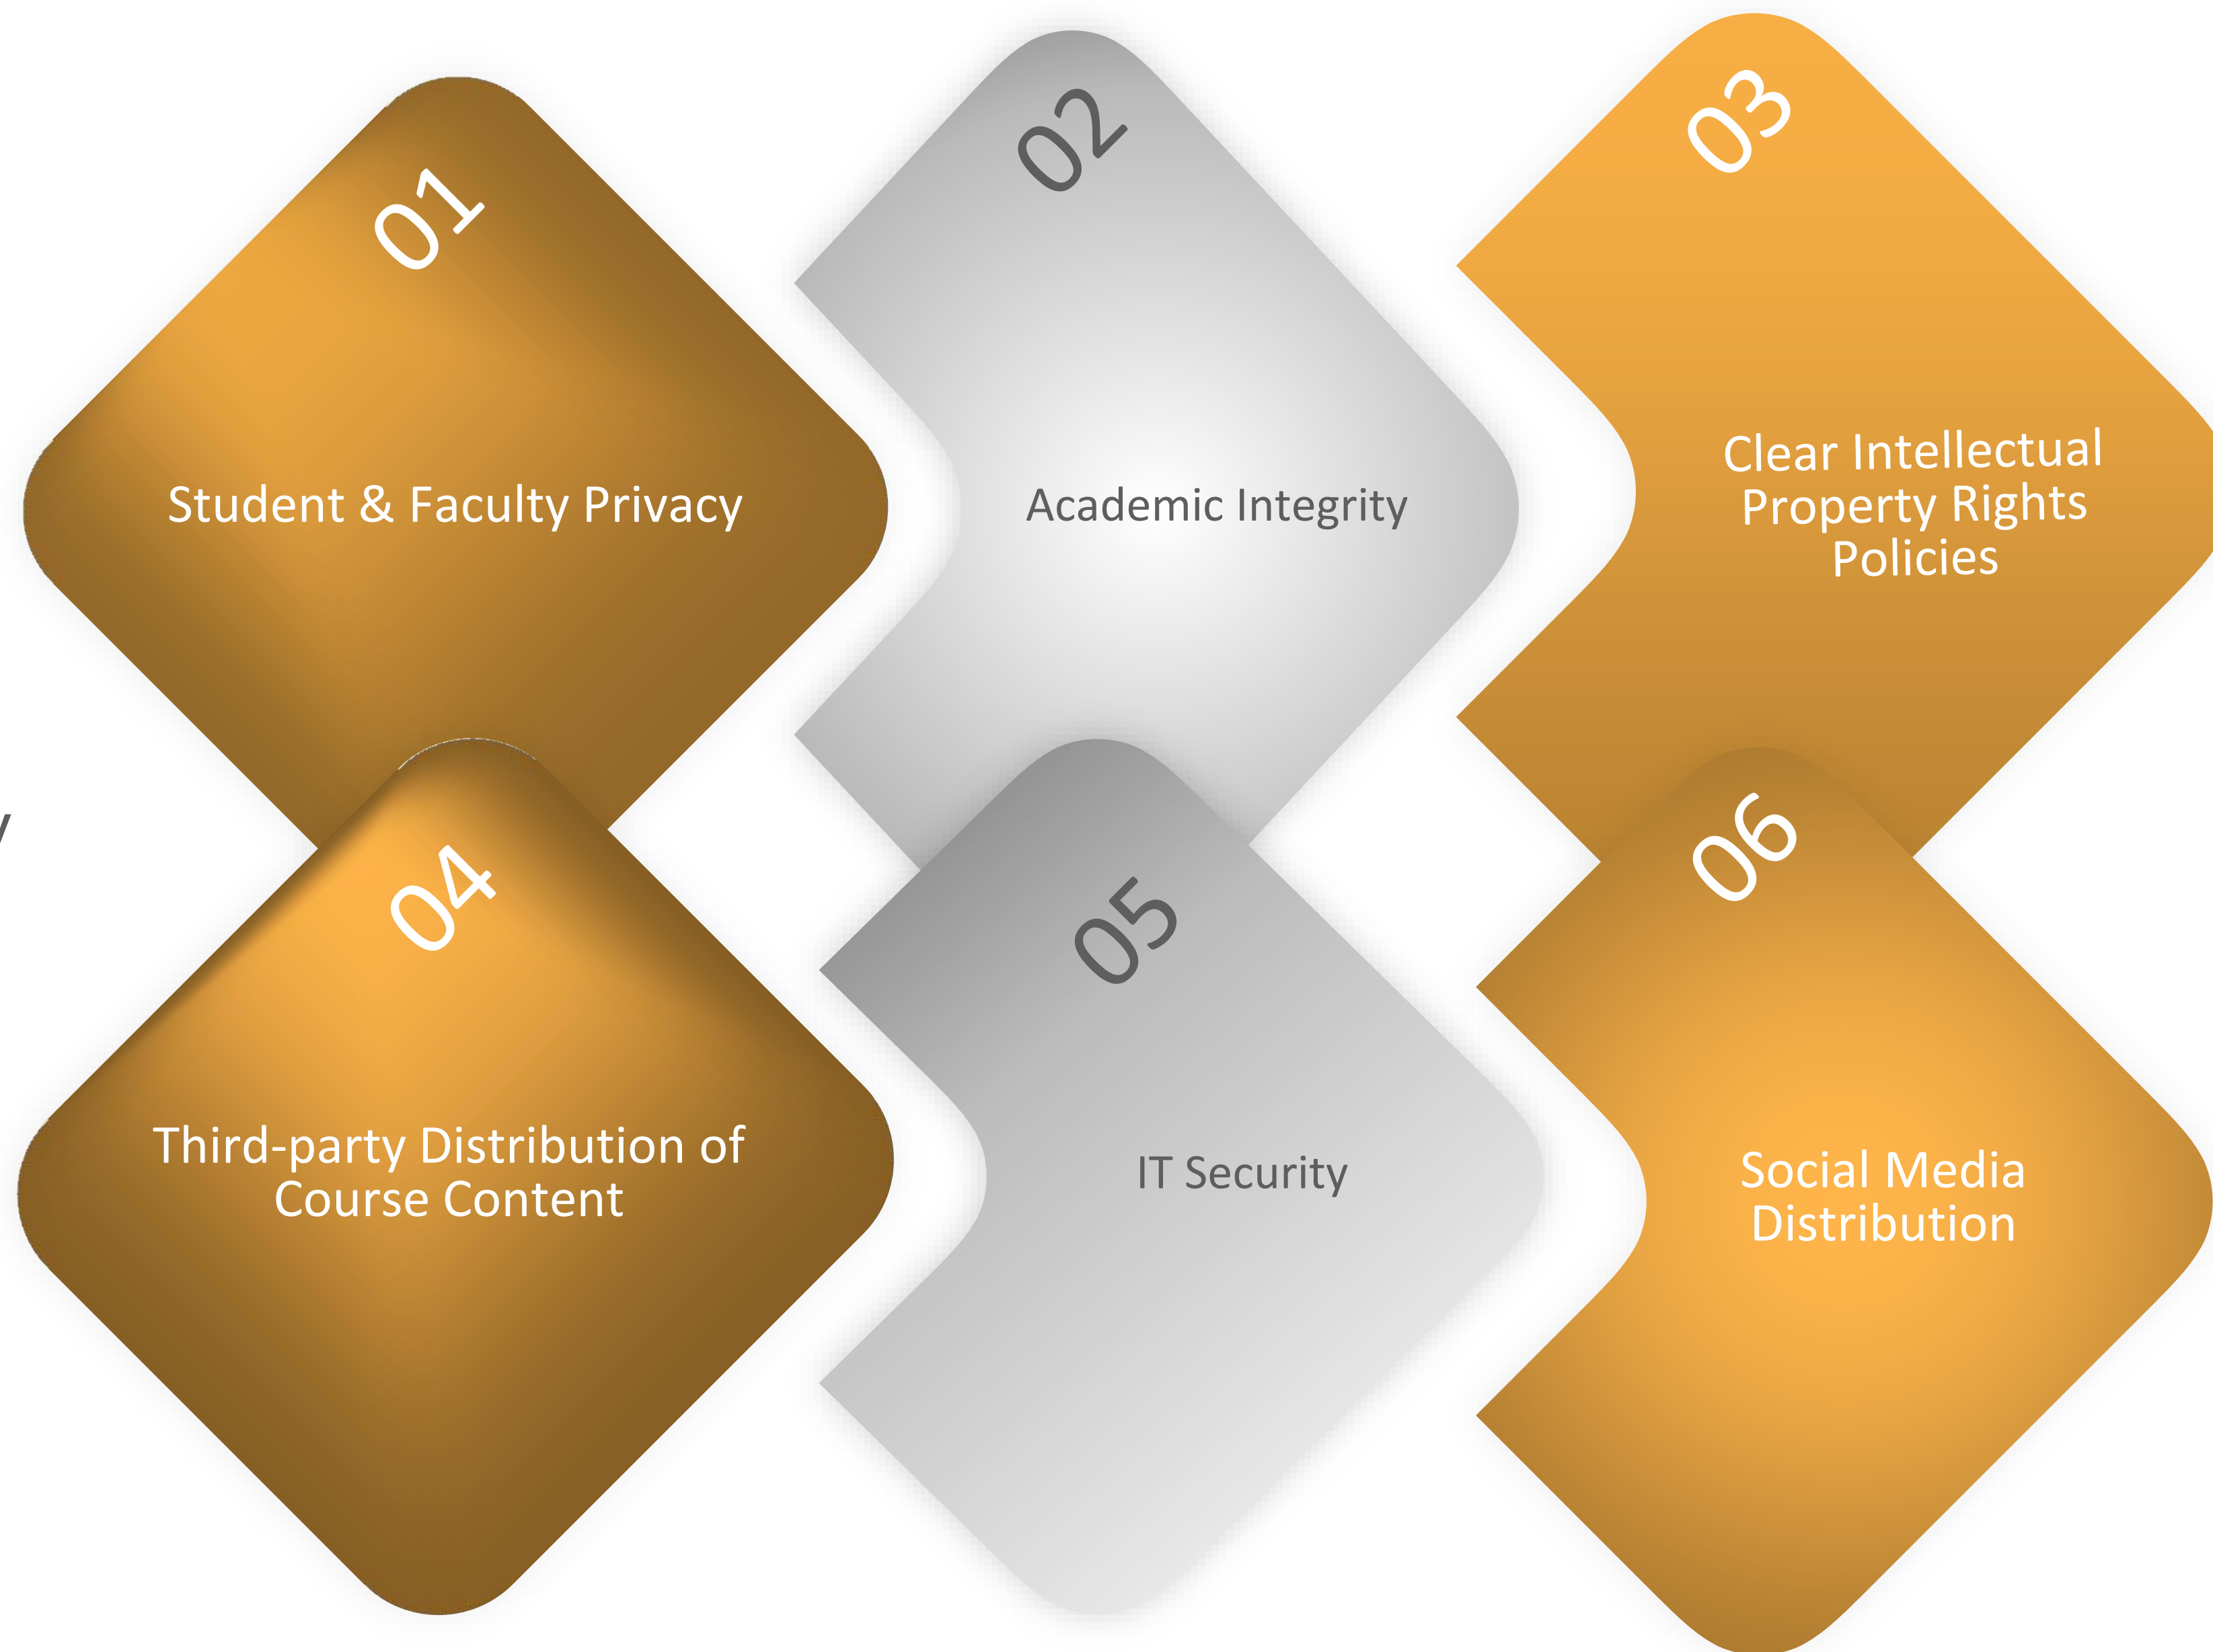 01
Student & Faculty Privacy
02
Academic Integrity
03
Clear Intellectual
Property Rights
Policies
04
Third-party Distribution of
Course Content
05
IT Security
06
Social Media
Distribution